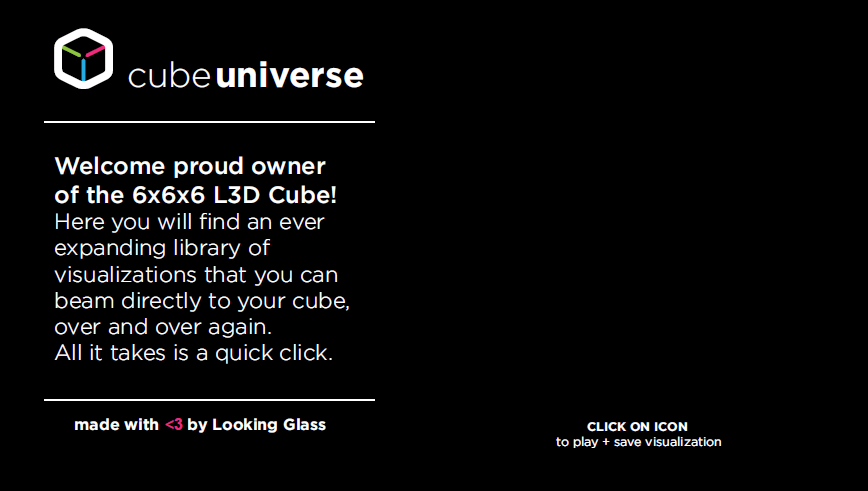 cubeuniverse
Welcome proud owner
of the 6x6x6 L3D Cube!
Here you will find an ever
expanding library of
visualizations that you can
beam directly to your cube,
over and over again.
All it takes is a quick click.
made with <3 by Looking Glass
CLICK ON ICON
to play + save visualization